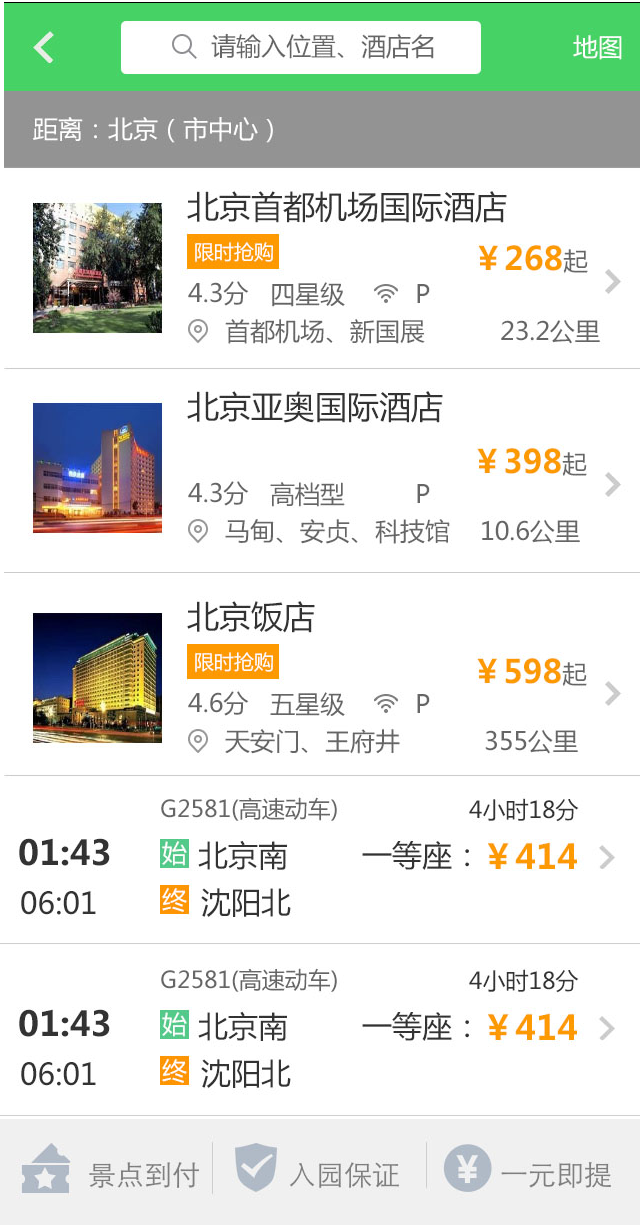 请输入位置、酒店名 地图
距离：北京（市中心）
北京首都机场国际酒店
限时抢购
¥268起
4.3分 四星级 P
首都机场、新国展 23.2公里
北京亚奥国际酒店
¥398起
4.3分 高档型 P
马甸、安贞、科技馆 10.6公里
北京饭店
限时抢购
¥598起
4.6分 五星级 P
天安门、王府井 355公里
G2581(高速动车) 4小时18分
01:43 始 北京南 一等座：¥414
06:01 终 沈阳北
G2581(高速动车) 4小时18分
01:43 始 北京南 一等座：¥414
06:01 终 沈阳北
景点到付 入园保证 ¥ 一元即提